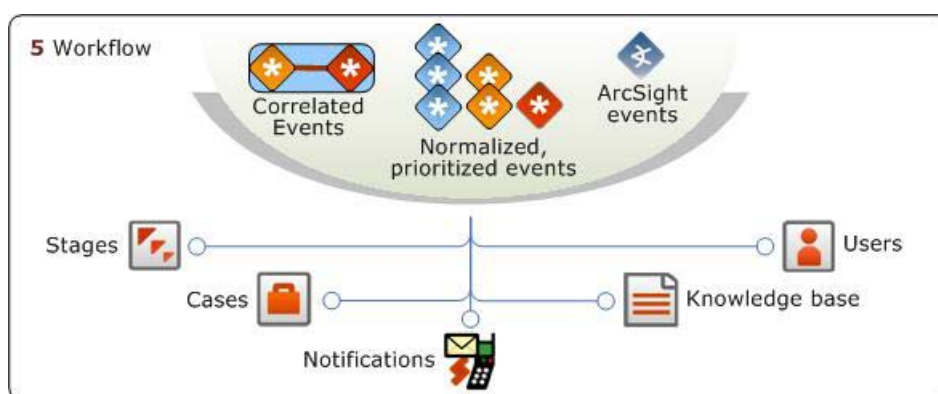 5 Workflow
Correlated
Events
Normalized,
prioritized events
ArcSight
events
Stages
Users
Cases
Knowledge base
Notifications